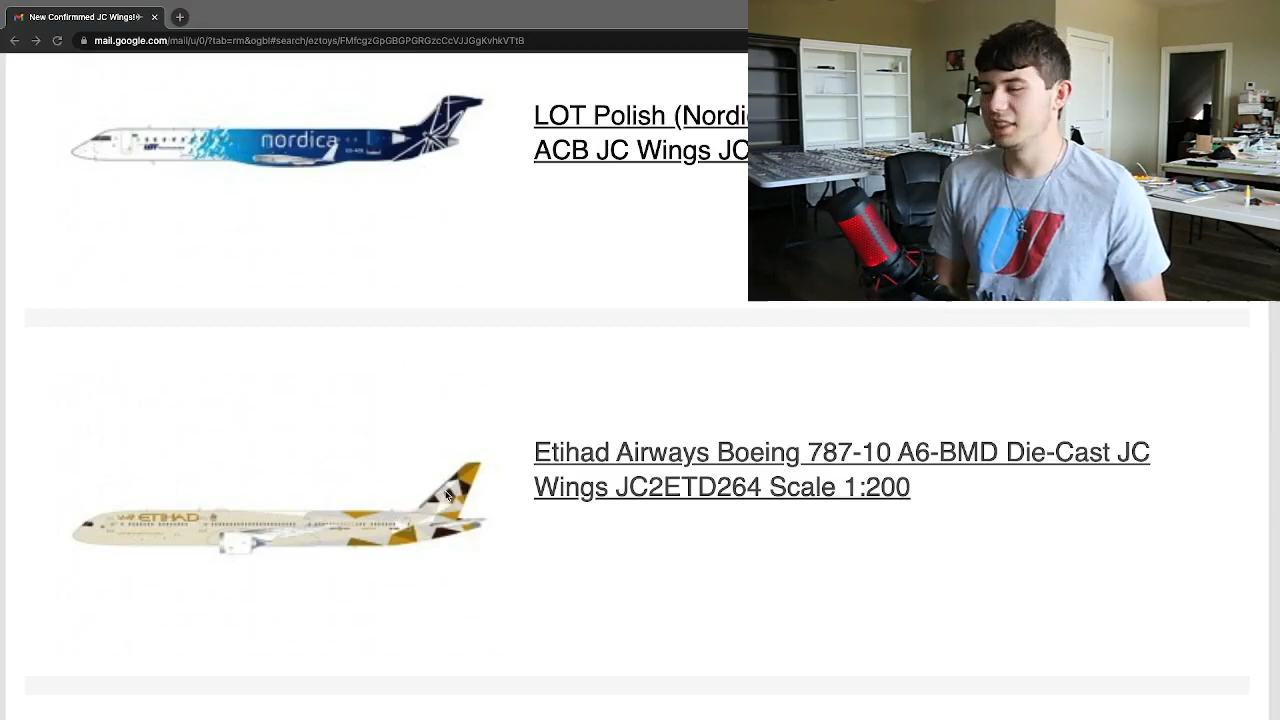 New Confirmmed JC Wings!
mail.google.com/mail/u/0/?tab=rm&ogbl#search/eztoys/FMfcgzGpGBGPGRGzcCcVJJGgKvhkVTtB
nordica
LOT Polish (Nordi
ACB JC Wings JC
ETIHAD
Etihad Airways Boeing 787-10 A6-BMD Die-Cast JC
Wings JC2ETD264 Scale 1:200